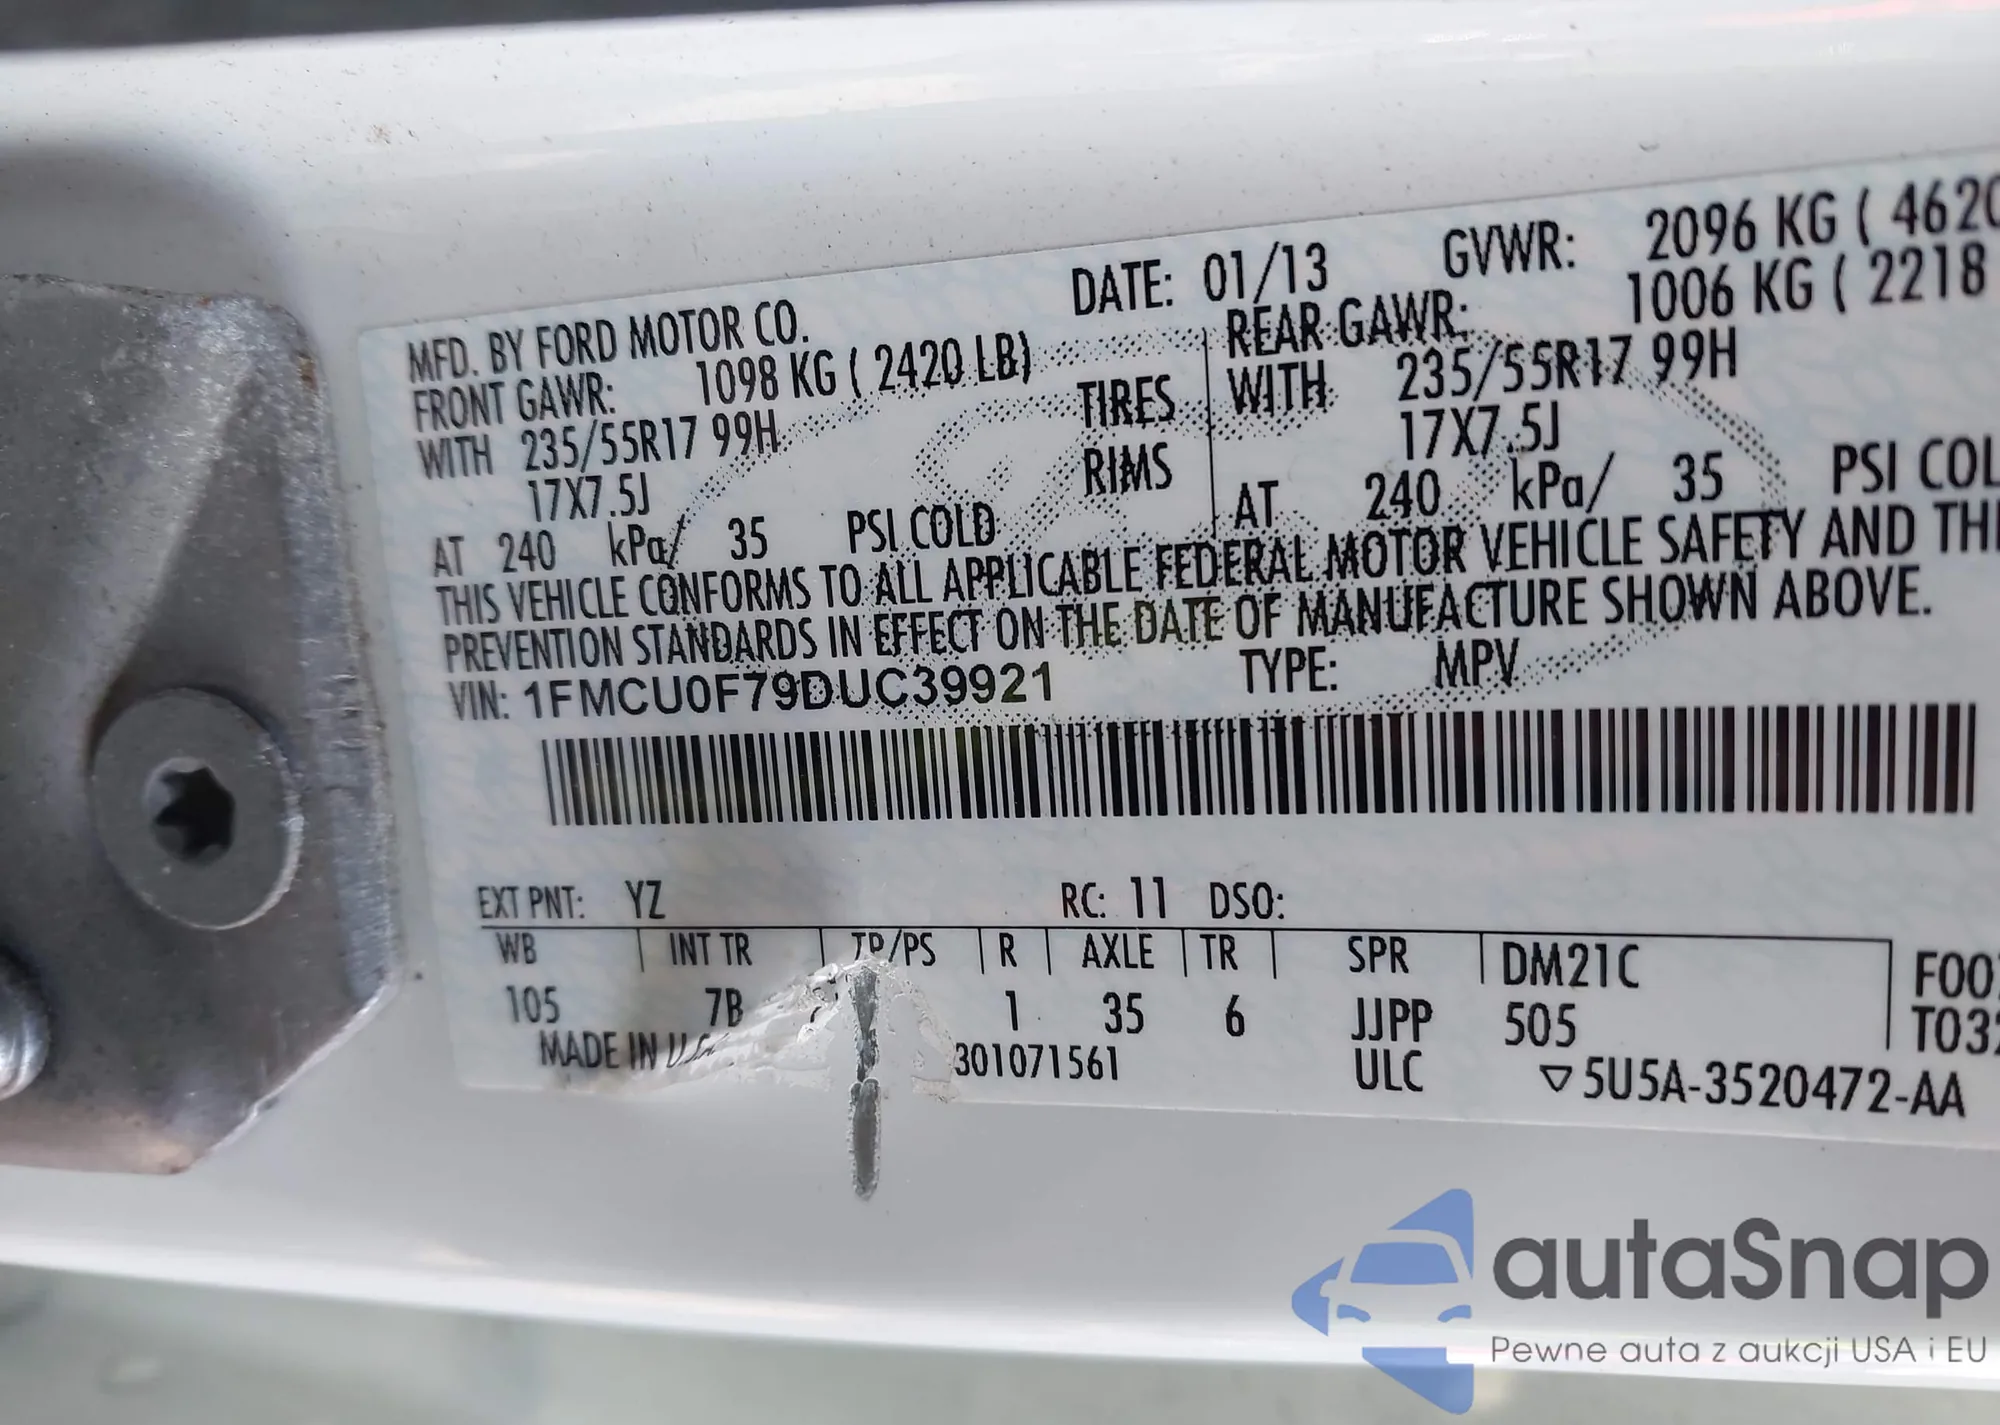 MFD. BY FORD MOTOR CO. DATE: 01/13 GVWR: 2096 KG ( 4620
FRONT GAWR: 1098 KG ( 2420 LB) REAR GAWR: 1006 KG ( 2218
WITH 235/55R17 99H TIRES WITH 235/55R17 99H
17X7.5J RIMS 17X7.5J
AT 240 kPa/ 35 PSI COLD AT 240 kPa/ 35 PSI COL
THIS VEHICLE CONFORMS TO ALL APPLICABLE FEDERAL MOTOR VEHICLE SAFETY AND THE
PREVENTION STANDARDS IN EFFECT ON THE DATE OF MANUFACTURE SHOWN ABOVE.
VIN: 1FMCU0F79DUC39921 TYPE: MPV
EXT PNT: YZ RC: 11 DSO:
WB INT TR TP/PS R AXLE TR SPR DM21C F00
105 7B 1 35 6 JJPP 505 T03
MADE IN 301071561 ULC ▽5U5A-3520472-AA
autaSnap
Pewne auta z aukcji USA i EU